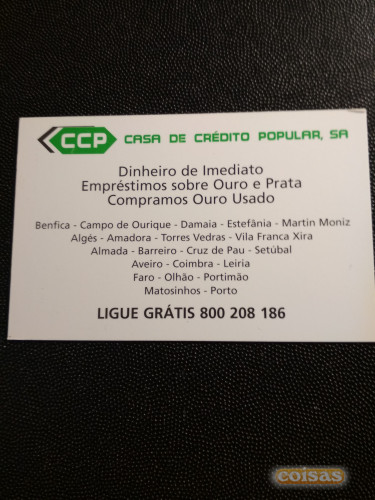 CCP CASA DE CRÉDITO POPULAR, SA
Dinheiro de Imediato
Empréstimos sobre Ouro e Prata
Compramos Ouro Usado
Benfica - Campo de Ourique - Damaia - Estefânia - Martin Moniz
Algés - Amadora - Torres Vedras - Vila Franca Xira
Almada - Barreiro - Cruz de Pau - Setúbal
Aveiro - Coimbra - Leiria
Faro - Olhão - Portimão
Matosinhos - Porto
LIGUE GRÁTIS 800 208 186
coisas